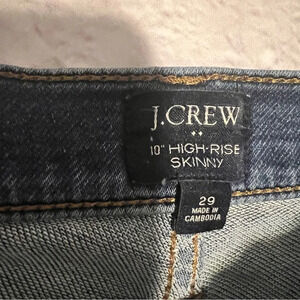 J.CREW
10" HIGH-RISE
SKINNY
29
MADE IN
CAMBODIA